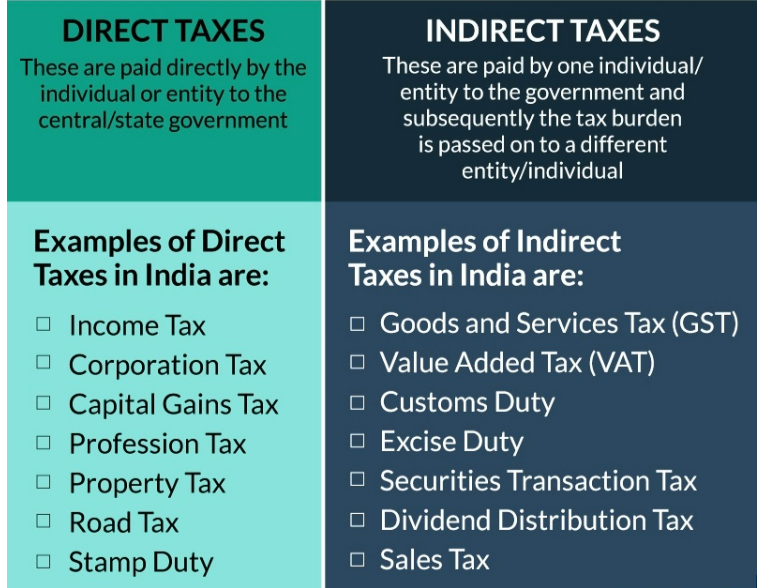 DIRECT TAXES
These are paid directly by the
individual or entity to the
central/state government
INDIRECT TAXES
These are paid by one individual/
entity to the government and
subsequently the tax burden
is passed on to a different
entity/individual
Examples of Direct
Taxes in India are:
Income Tax
Corporation Tax
Capital Gains Tax
Profession Tax
Property Tax
Road Tax
Stamp Duty
Examples of Indirect
Taxes in India are:
Goods and Services Tax (GST)
Value Added Tax (VAT)
Customs Duty
Excise Duty
Securities Transaction Tax
Dividend Distribution Tax
Sales Tax